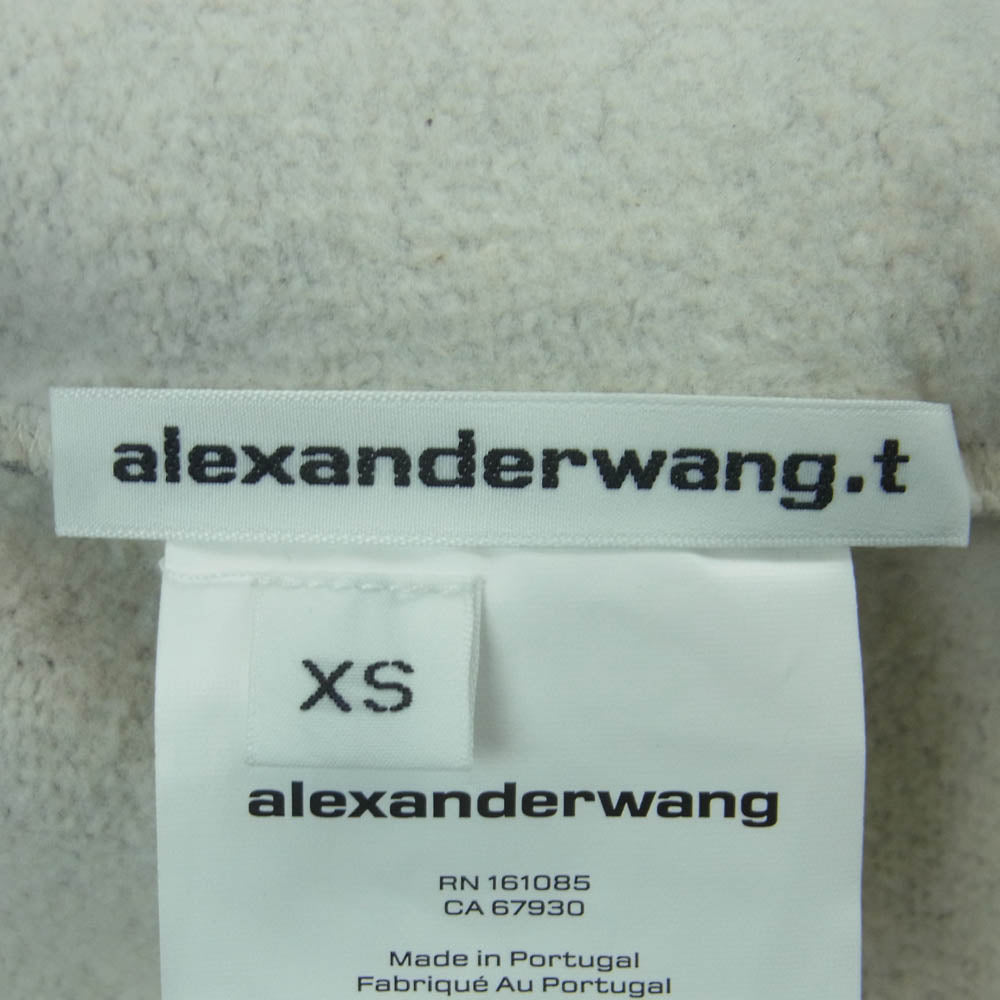 alexanderwang.t
XS
alexanderwang
RN 161085
CA 67930
Made in Portugal
Fabriqué Au Portugal